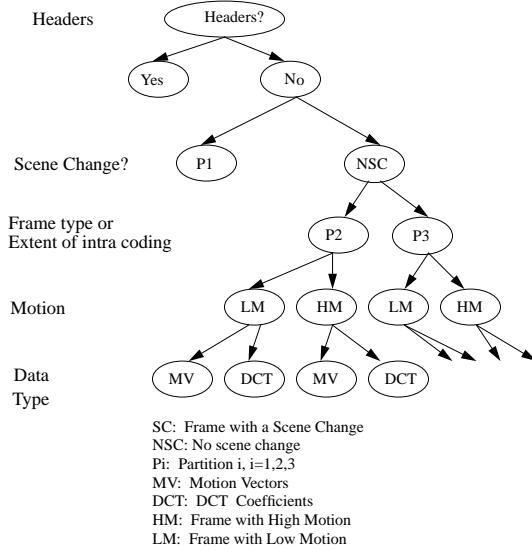 Headers Headers?
Yes No
Scene Change? P1 NSC
Frame type or
Extent of intra coding P2 P3
Motion LM HM LM HM
Data
Type MV DCT MV DCT
SC: Frame with a Scene Change
NSC: No scene change
Pi: Partition i, i=1,2,3
MV: Motion Vectors
DCT: DCT Coefficients
HM: Frame with High Motion
LM: Frame with Low Motion